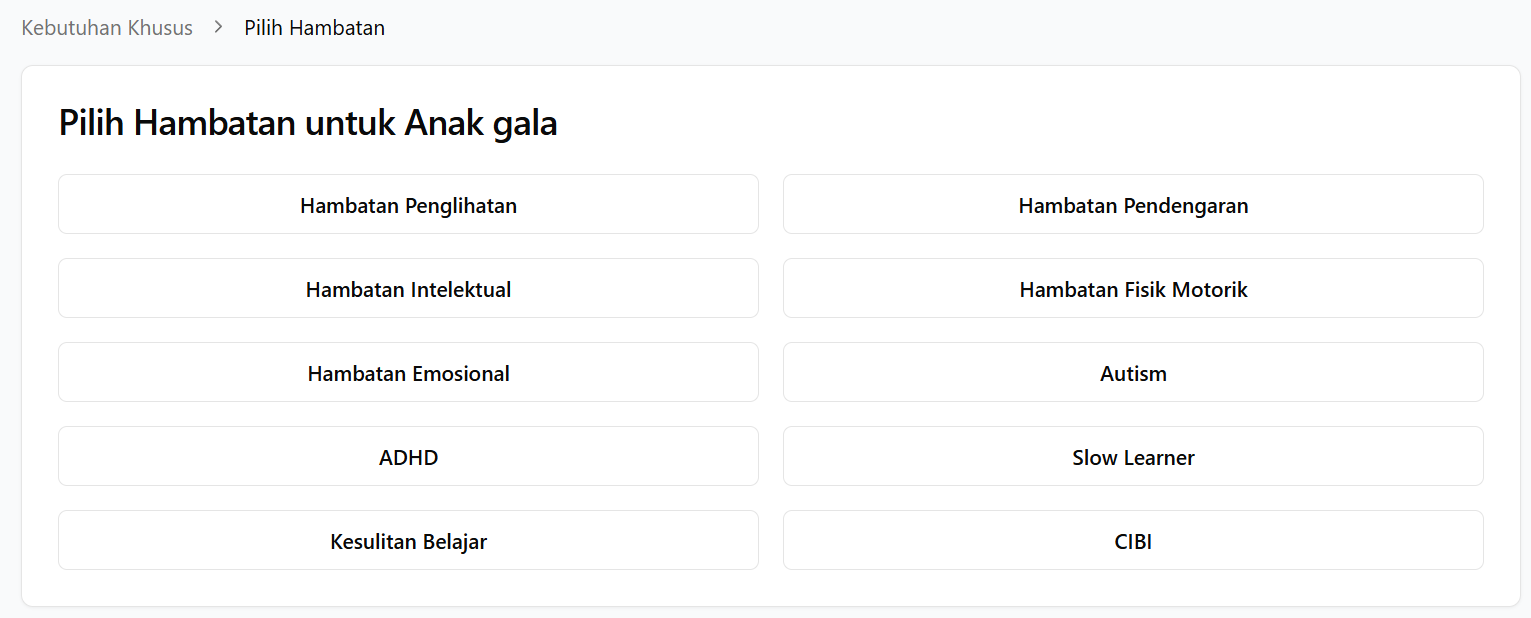 Kebutuhan Khusus > Pilih Hambatan
Pilih Hambatan untuk Anak gala
Hambatan Penglihatan
Hambatan Pendengaran
Hambatan Intelektual
Hambatan Fisik Motorik
Hambatan Emosional
Autism
ADHD
Slow Learner
Kesulitan Belajar
CIBI